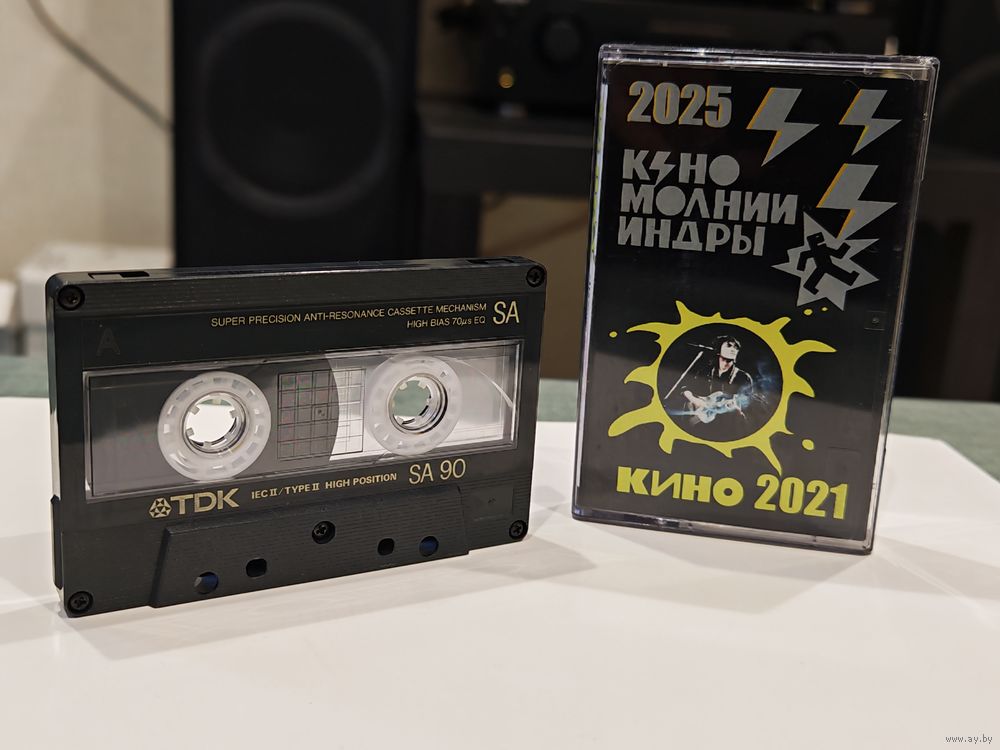 A
SUPER PRECISION ANTI-RESONANCE CASSETTE MECHANISM
HIGH BIAS 70μs EQ
SA
TDK
IEC II / TYPE II HIGH POSITION
SA 90
2025
КИНО
МОЛНИИ
ИНДРЫ
КИНО 2021
www.ay.by